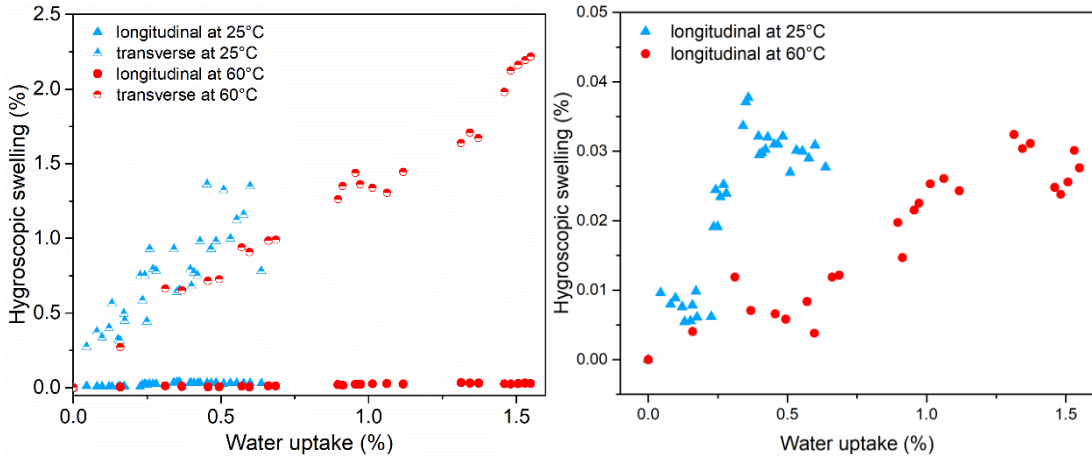 2.5
2.0
1.5
1.0
0.5
0.0
Hygroscopic swelling (%)
longitudinal at 25°C
transverse at 25°C
longitudinal at 60°C
transverse at 60°C
0.0 0.5 1.0 1.5
Water uptake (%)
0.05
0.04
0.03
0.02
0.01
0.00
Hygroscopic swelling (%)
longitudinal at 25°C
longitudinal at 60°C
0.0 0.5 1.0 1.5
Water uptake (%)